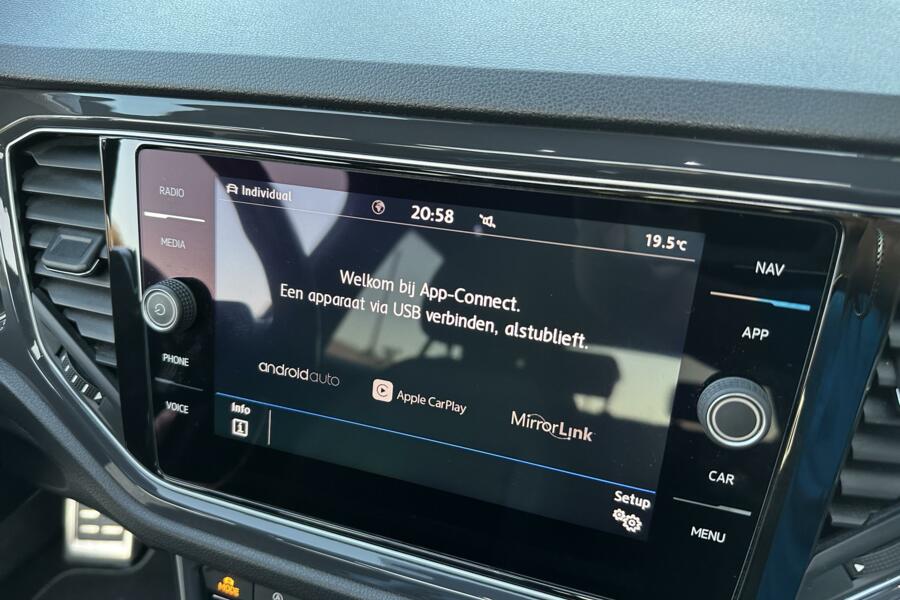 RADIO
MEDIA
PHONE
VOICE
Individual
20:58
19.5°C
Welkom bij App-Connect.
Een apparaat via USB verbinden, alstublieft.
androidauto
Apple CarPlay
MirrorLink
Info
Setup
NAV
APP
CAR
MENU
MODE